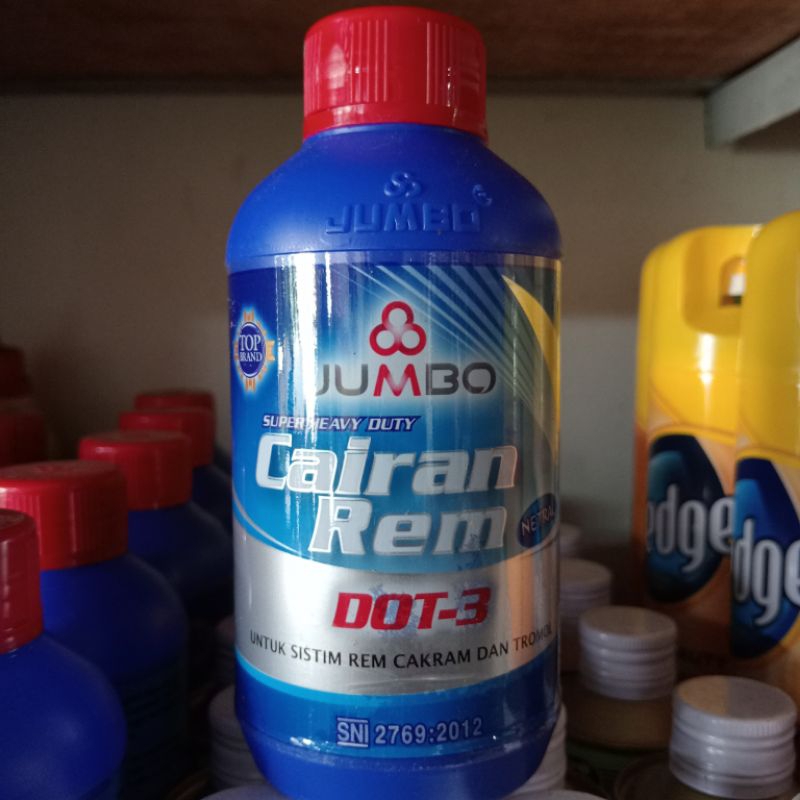 JUMBO
TOP
BRAND
JUMBO
SUPER HEAVY DUTY
Cairan
Rem
NETRAL
DOT-3
UNTUK SISTIM REM CAKRAM DAN TROMOL
SNI 2769:2012
edge
edge